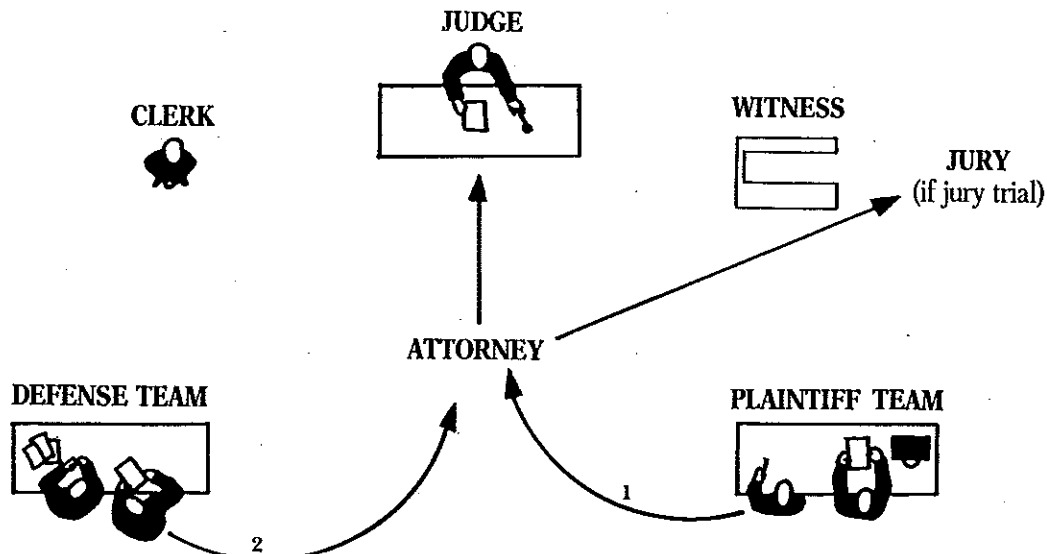 JUDGE
CLERK
WITNESS
JURY
(if jury trial)
ATTORNEY
DEFENSE TEAM
PLAINTIFF TEAM
1
2